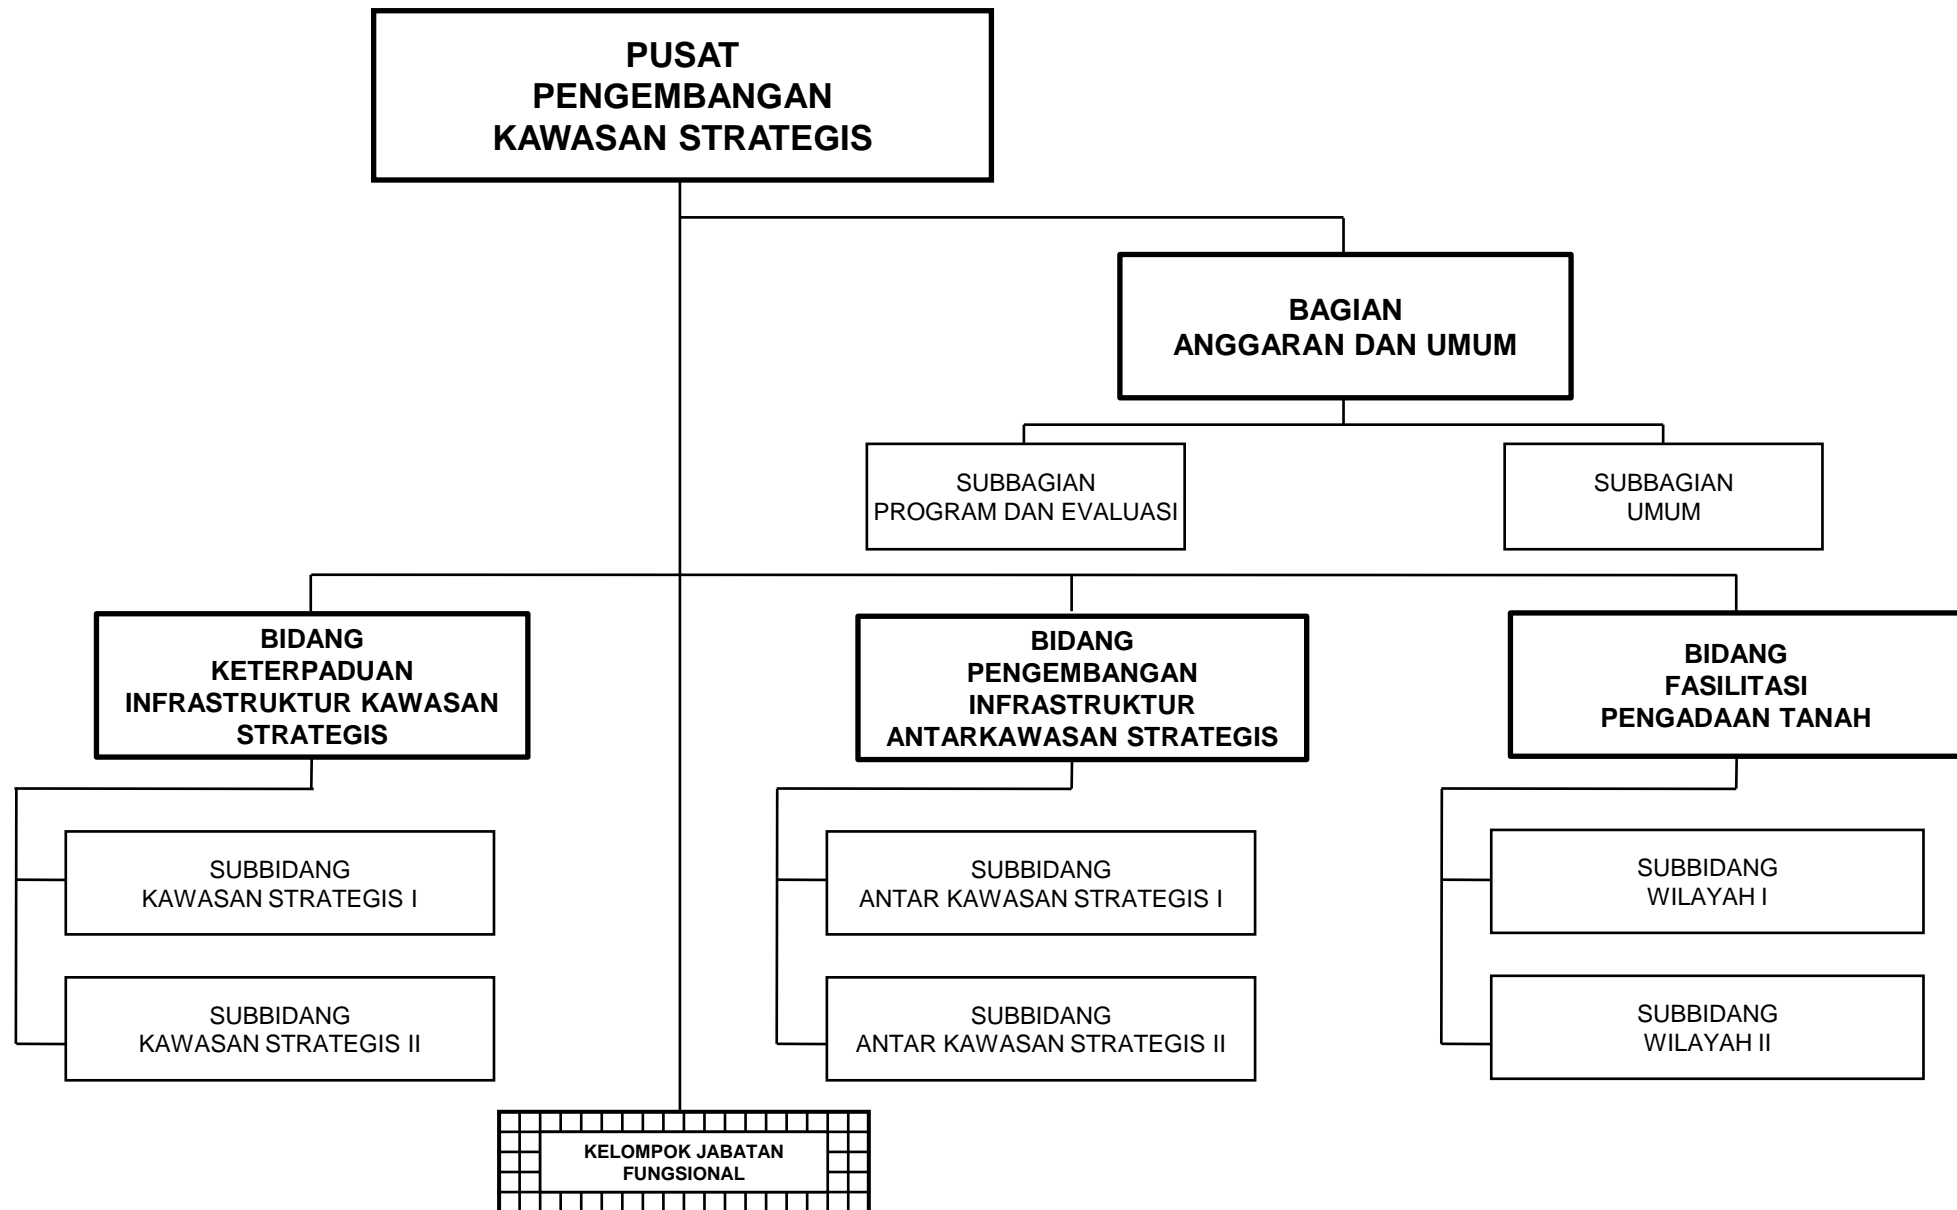 PUSAT
PENGEMBANGAN
KAWASAN STRATEGIS
BAGIAN
ANGGARAN DAN UMUM
SUBBAGIAN
PROGRAM DAN EVALUASI
SUBBAGIAN
UMUM
BIDANG
KETERPADUAN
INFRASTRUKTUR KAWASAN
STRATEGIS
BIDANG
PENGEMBANGAN
INFRASTRUKTUR
ANTARKAWASAN STRATEGIS
BIDANG
FASILITASI
PENGADAAN TANAH
SUBBIDANG
KAWASAN STRATEGIS I
SUBBIDANG
ANTAR KAWASAN STRATEGIS I
SUBBIDANG
WILAYAH I
SUBBIDANG
KAWASAN STRATEGIS II
SUBBIDANG
ANTAR KAWASAN STRATEGIS II
SUBBIDANG
WILAYAH II
KELOMPOK JABATAN
FUNGSIONAL